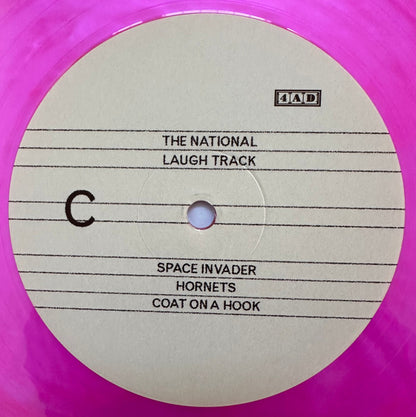 4AD
THE NATIONAL
LAUGH TRACK
C
SPACE INVADER
HORNETS
COAT ON A HOOK